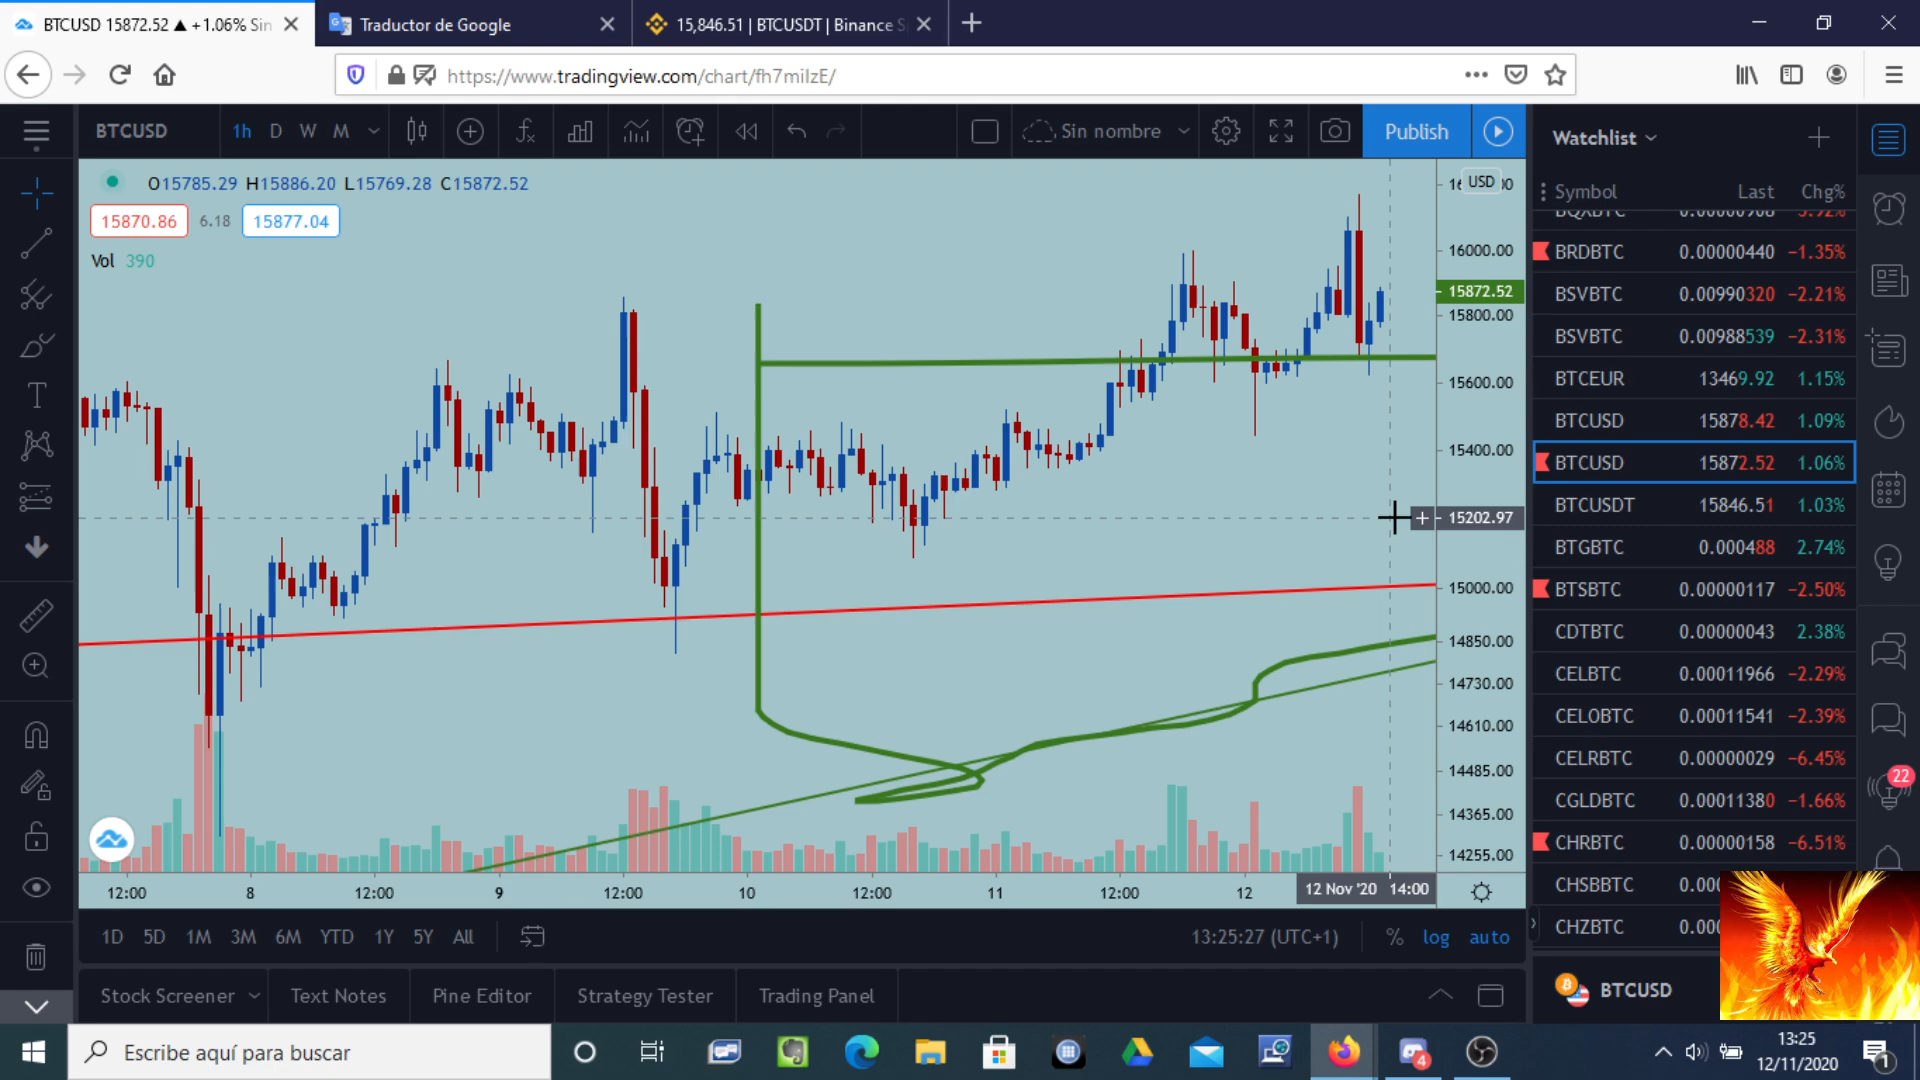 BTCUSD 15872.52 ▲ +1.06% Sin
Traductor de Google
15,846.51 | BTCUSDT | Binance S
https://www.tradingview.com/chart/fh7miIzE/
BTCUSD
1h D W M
Sin nombre
Publish
O15785.29 H15886.20 L15769.28 C15872.52
15870.86 6.18 15877.04
Vol 390
USD
16000.00
15872.52
15800.00
15600.00
15400.00
15202.97
15000.00
14850.00
14730.00
14610.00
14485.00
14365.00
14255.00
12:00 8 12:00 9 12:00 10 12:00 11 12:00 12 12 Nov '20 14:00
1D 5D 1M 3M 6M YTD 1Y 5Y All
13:25:27 (UTC+1) % log auto
Stock Screener Text Notes Pine Editor Strategy Tester Trading Panel
Watchlist
Symbol Last Chg%
BRDBTC 0.00000440 −1.35%
BSVBTC 0.00990320 −2.21%
BSVBTC 0.00988539 −2.31%
BTCEUR 13469.92 1.15%
BTCUSD 15878.42 1.09%
BTCUSD 15872.52 1.06%
BTCUSDT 15846.51 1.03%
BTGBTC 0.000488 2.74%
BTSBTC 0.00000117 −2.50%
CDTBTC 0.00000043 2.38%
CELBTC 0.00011966 −2.29%
CELOBTC 0.00011541 −2.39%
CELRBTC 0.00000029 −6.45%
CGLDBTC 0.00011380 −1.66%
CHRBTC 0.00000158 −6.51%
CHSBBTC
CHZBTC
22
BTCUSD
Escribe aquí para buscar
4
13:25
12/11/2020
1